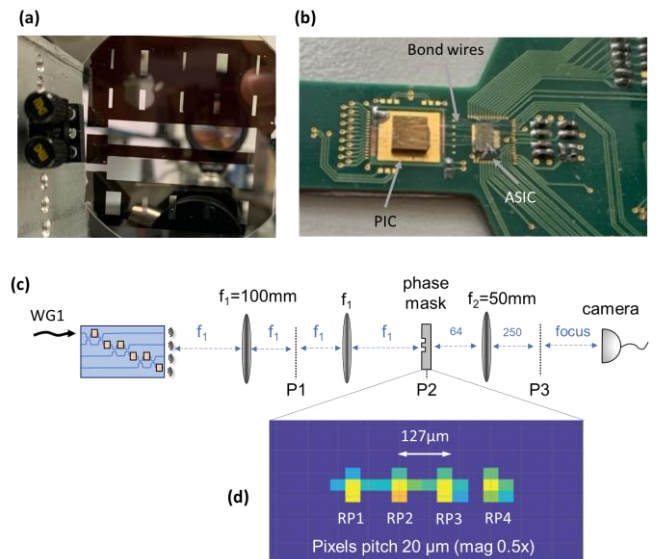 (a)
(b)
Bond wires
PIC
ASIC
(c)
WG1
f₁=100mm
f₁
phase
mask
f₂=50mm
camera
f₁
f₁
f₁
f₁
64
250
focus
P1
P2
P3
127μm
(d)
RP1
RP2
RP3
RP4
Pixels pitch 20 μm (mag 0.5x)